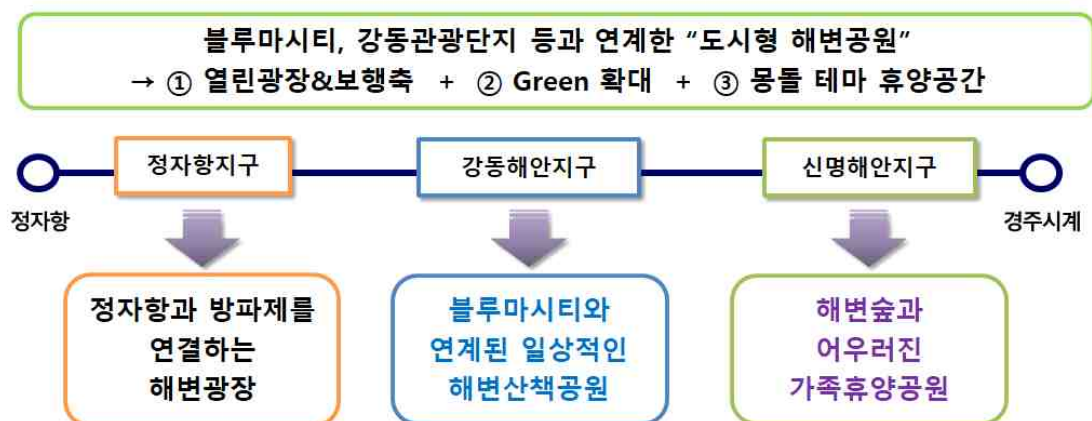 블루마시티, 강동관광단지 등과 연계한 “도시형 해변공원”
→ ① 열린광장&보행축 + ② Green 확대 + ③ 몽돌 테마 휴양공간
정자항지구
강동해안지구
신명해안지구
정자항
경주시계
정자항과 방파제를
연결하는
해변광장
블루마시티와
연계된 일상적인
해변산책공원
해변숲과
어우러진
가족휴양공원